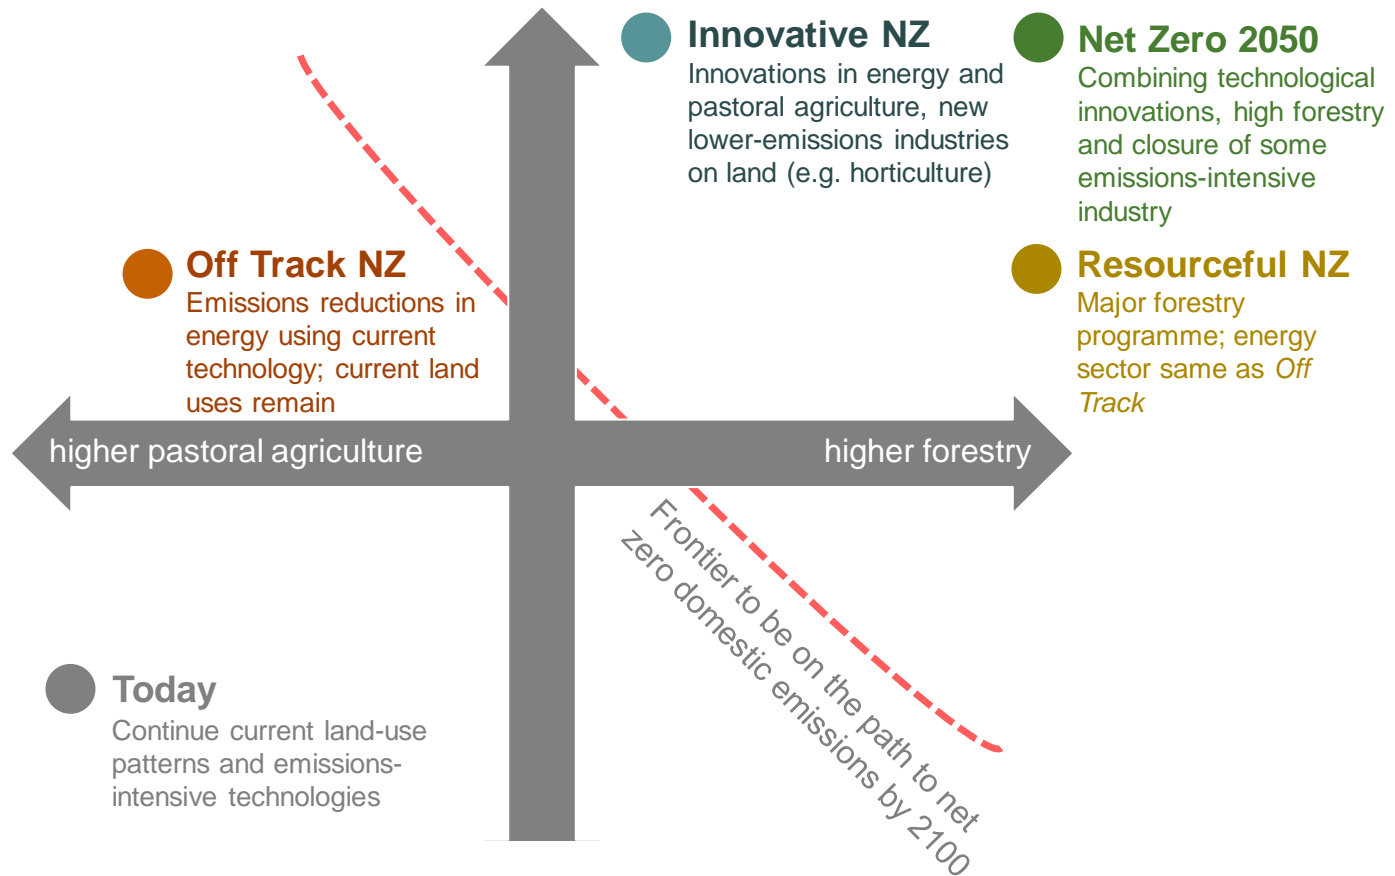 Innovative NZ
Innovations in energy and
pastoral agriculture, new
lower-emissions industries
on land (e.g. horticulture)
Net Zero 2050
Combining technological
innovations, high forestry
and closure of some
emissions-intensive
industry
Off Track NZ
Emissions reductions in
energy using current
technology; current land
uses remain
Resourceful NZ
Major forestry
programme; energy
sector same as Off
Track
higher pastoral agriculture
higher forestry
Frontier to be on the path to net
zero domestic emissions by 2100
Today
Continue current land-use
patterns and emissions-
intensive technologies